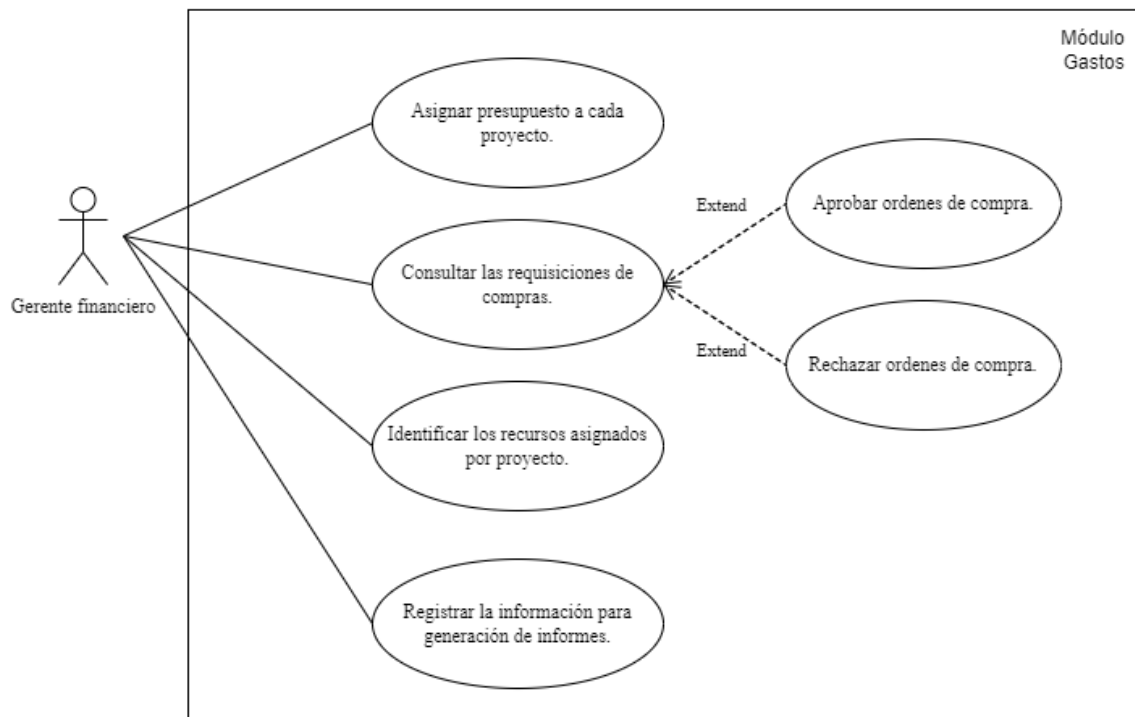 Módulo
Gastos
Asignar presupuesto a cada
proyecto.
Extend
Aprobar ordenes de compra.
Consultar las requisiciones de
compras.
Gerente financiero
Extend
Rechazar ordenes de compra.
Identificar los recursos asignados
por proyecto.
Registrar la información para
generación de informes.